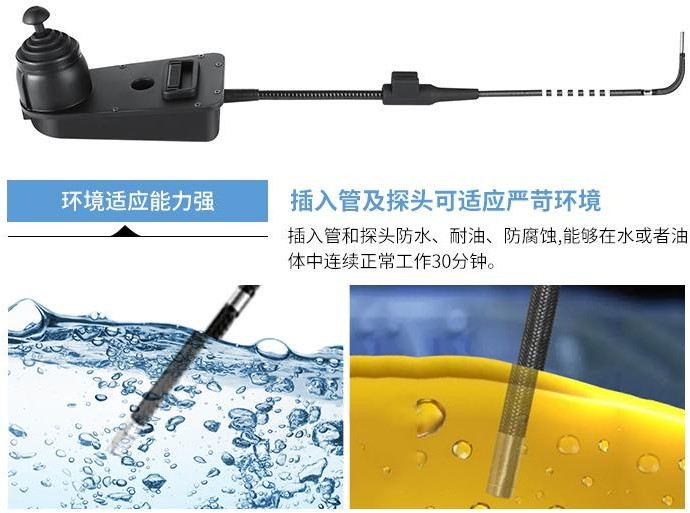 环境适应能力强
插入管及探头可适应严苛环境
插入管和探头防水、耐油、防腐蚀,能够在水或者油
体中连续正常工作30分钟。